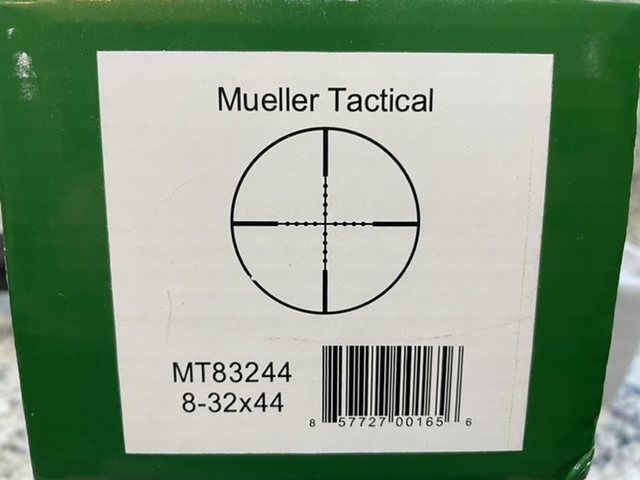 Mueller Tactical
MT83244
8-32x44
8 57727 00165 6